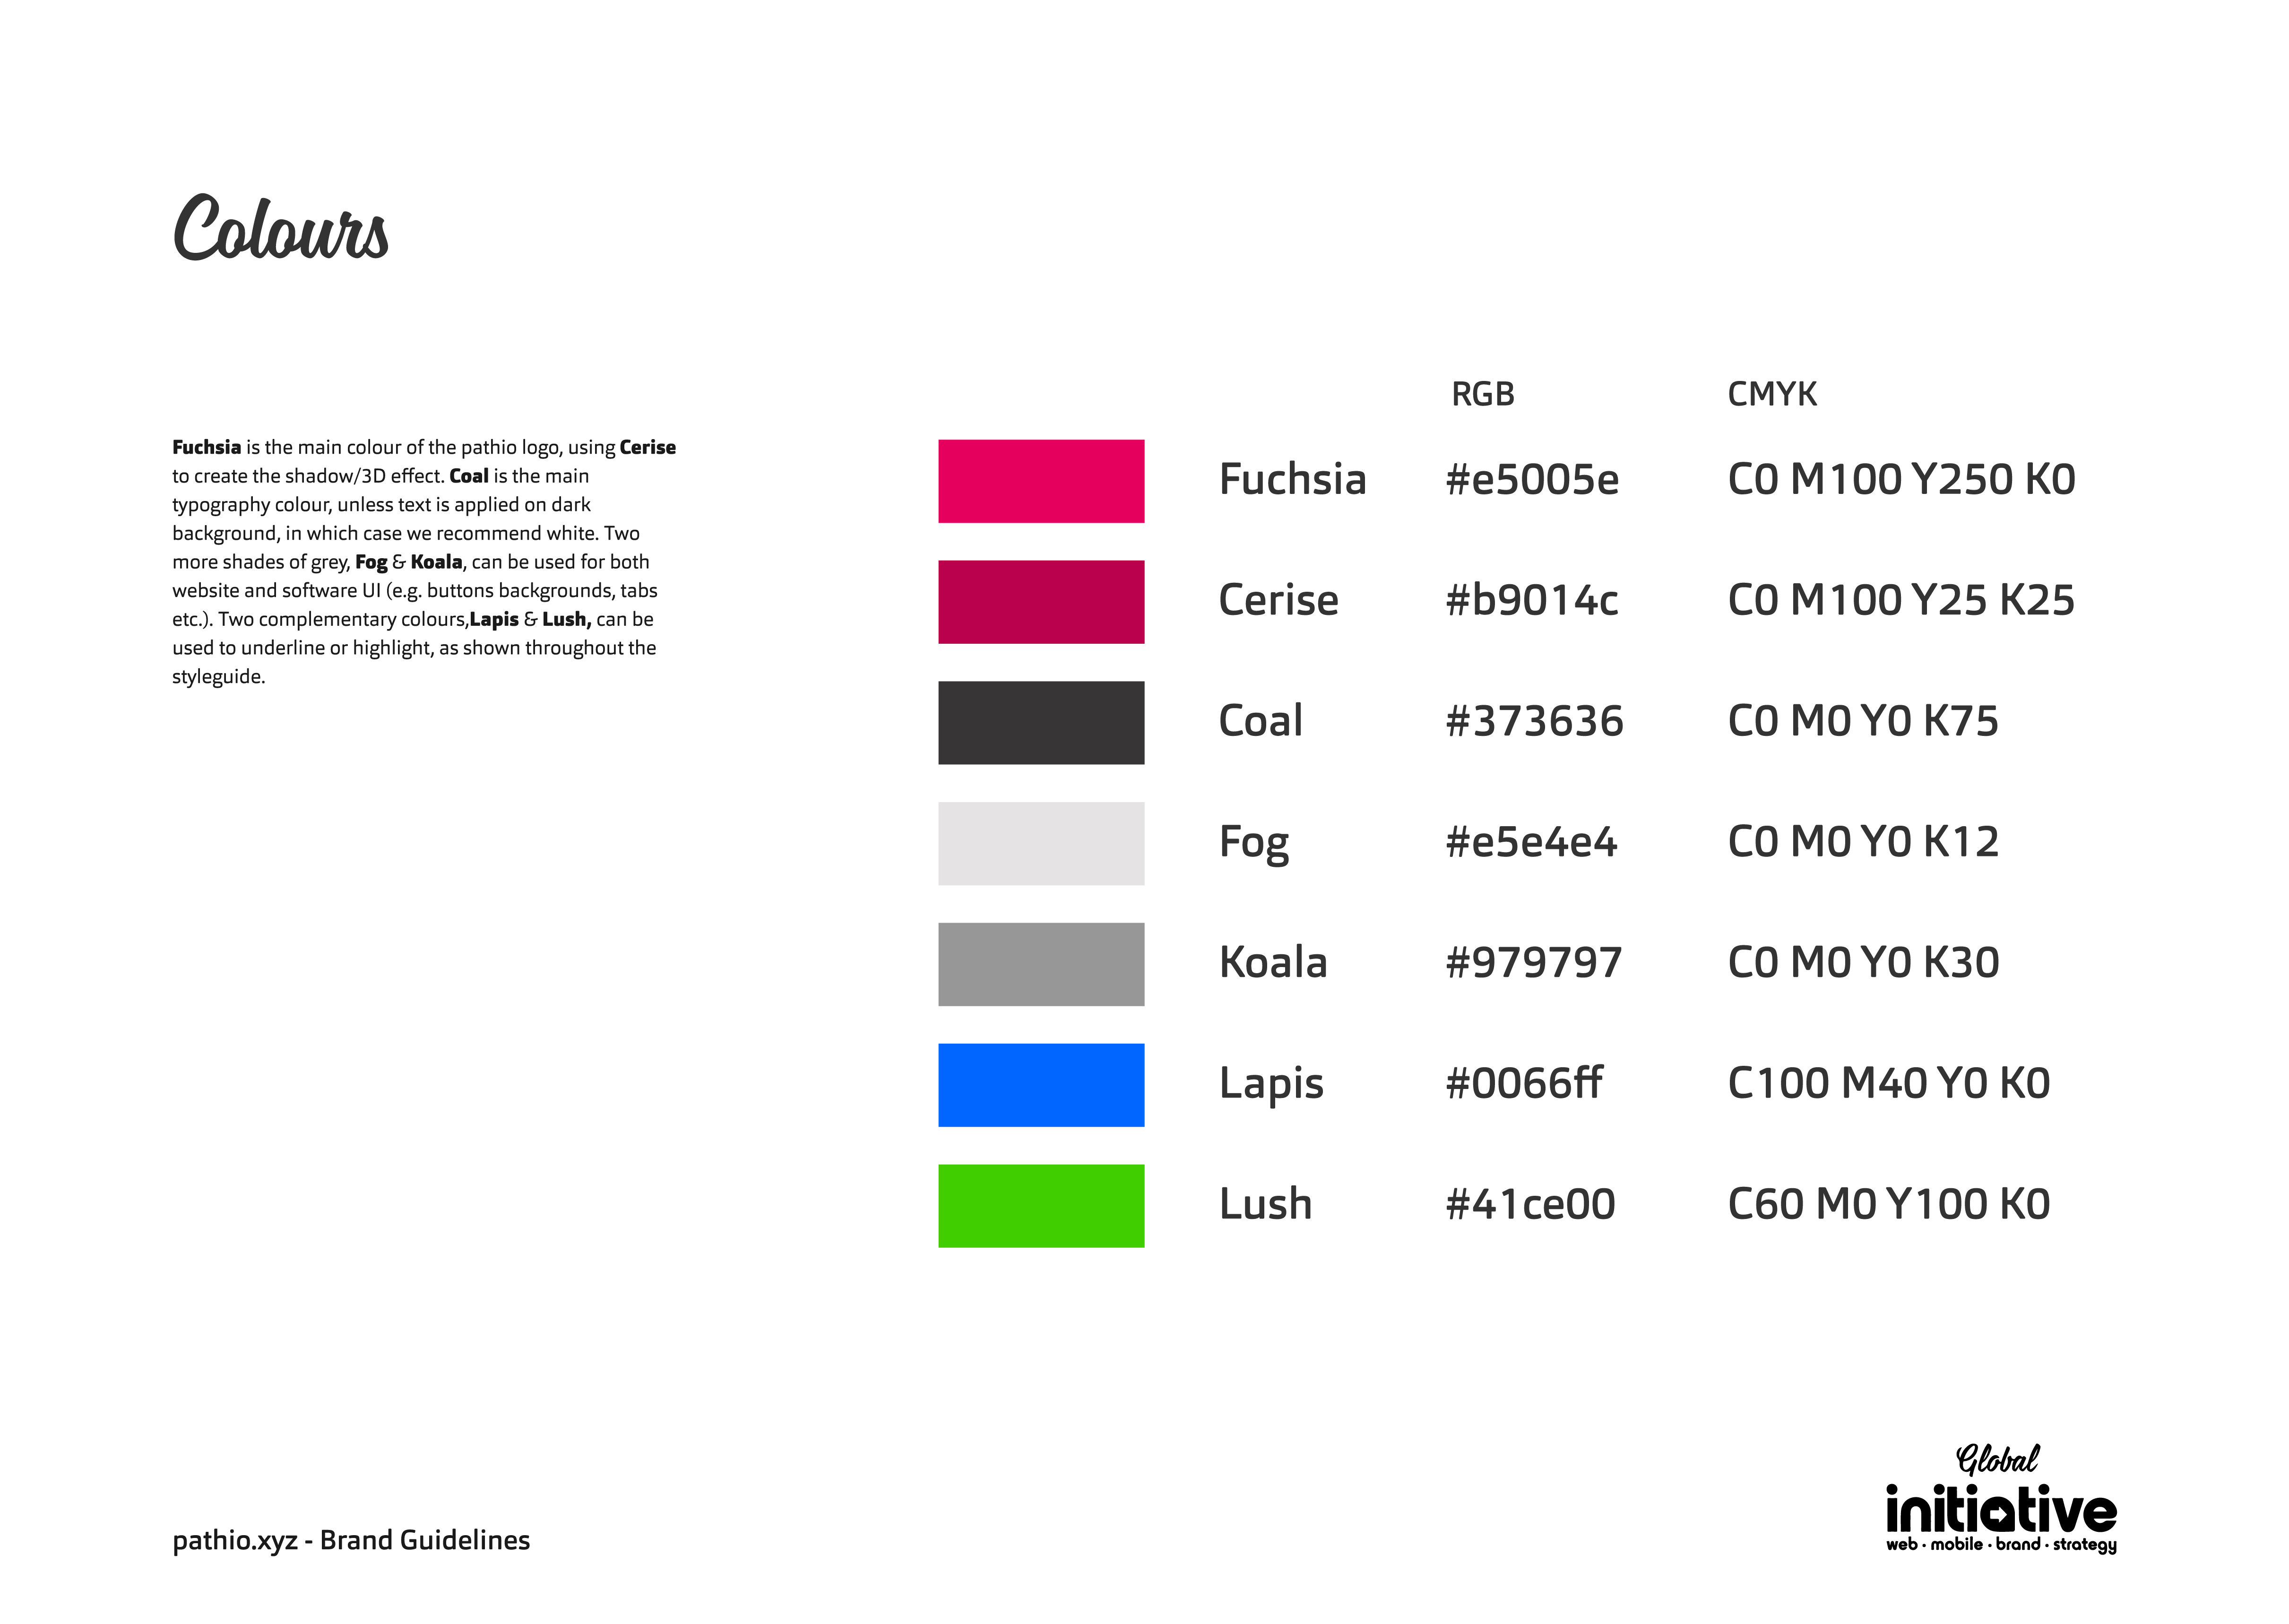 Colours
Fuchsia is the main colour of the pathio logo, using Cerise
to create the shadow/3D effect. Coal is the main
typography colour, unless text is applied on dark
background, in which case we recommend white. Two
more shades of grey, Fog & Koala, can be used for both
website and software UI (e.g. buttons backgrounds, tabs
etc.). Two complementary colours,Lapis & Lush, can be
used to underline or highlight, as shown throughout the
styleguide.
RGB CMYK
Fuchsia #e5005e C0 M100 Y250 K0
Cerise #b9014c C0 M100 Y25 K25
Coal #373636 C0 M0 Y0 K75
Fog #e5e4e4 C0 M0 Y0 K12
Koala #979797 C0 M0 Y0 K30
Lapis #0066ff C100 M40 Y0 K0
Lush #41ce00 C60 M0 Y100 K0
pathio.xyz - Brand Guidelines
Global
initiative
web · mobile · brand · strategy